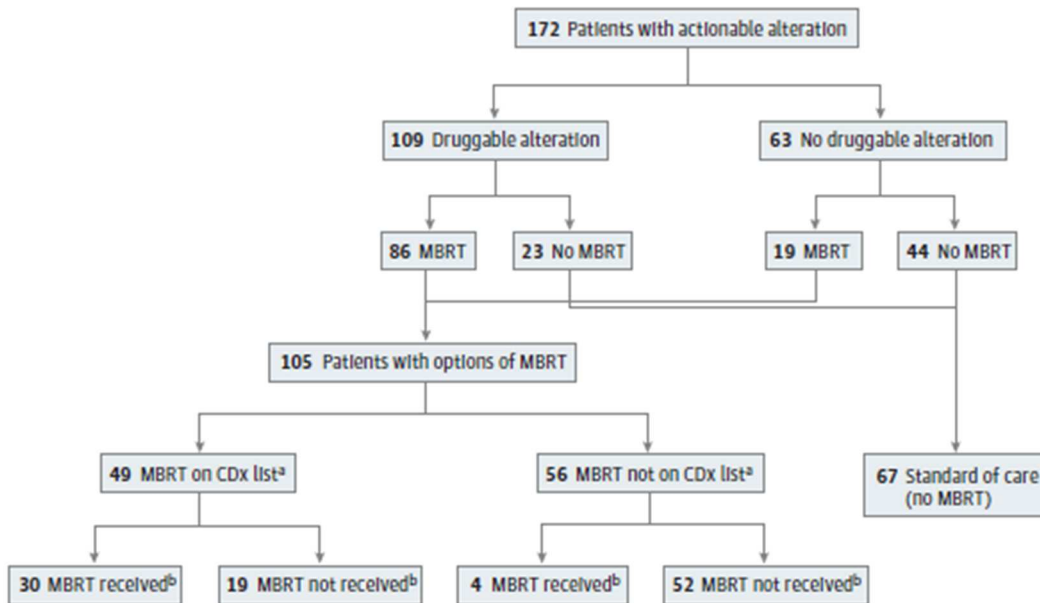 172 Patients with actionable alteration
109 Druggable alteration
63 No druggable alteration
86 MBRT
23 No MBRT
19 MBRT
44 No MBRT
105 Patients with options of MBRT
49 MBRT on CDx listᵃ
56 MBRT not on CDx listᵃ
67 Standard of care
(no MBRT)
30 MBRT receivedᵇ
19 MBRT not receivedᵇ
4 MBRT receivedᵇ
52 MBRT not receivedᵇ